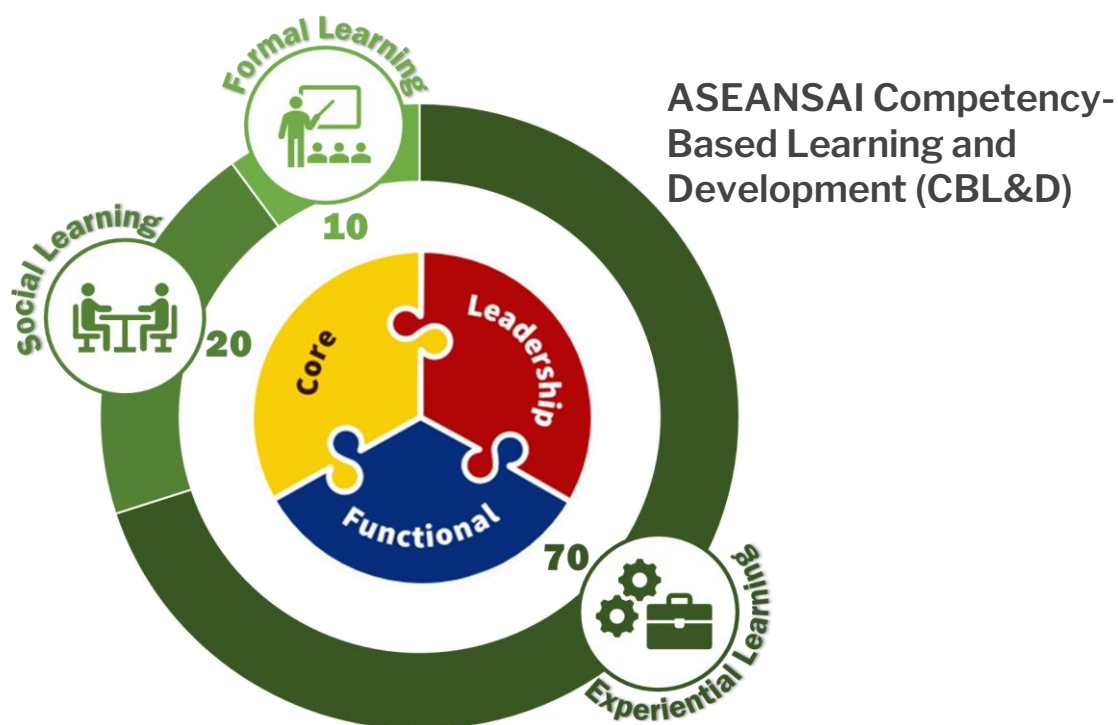 ASEANSAI Competency-
Based Learning and
Development (CBL&D)
Formal Learning
10
Social Learning
20
Core
Leadership
Functional
70
Experiential Learning